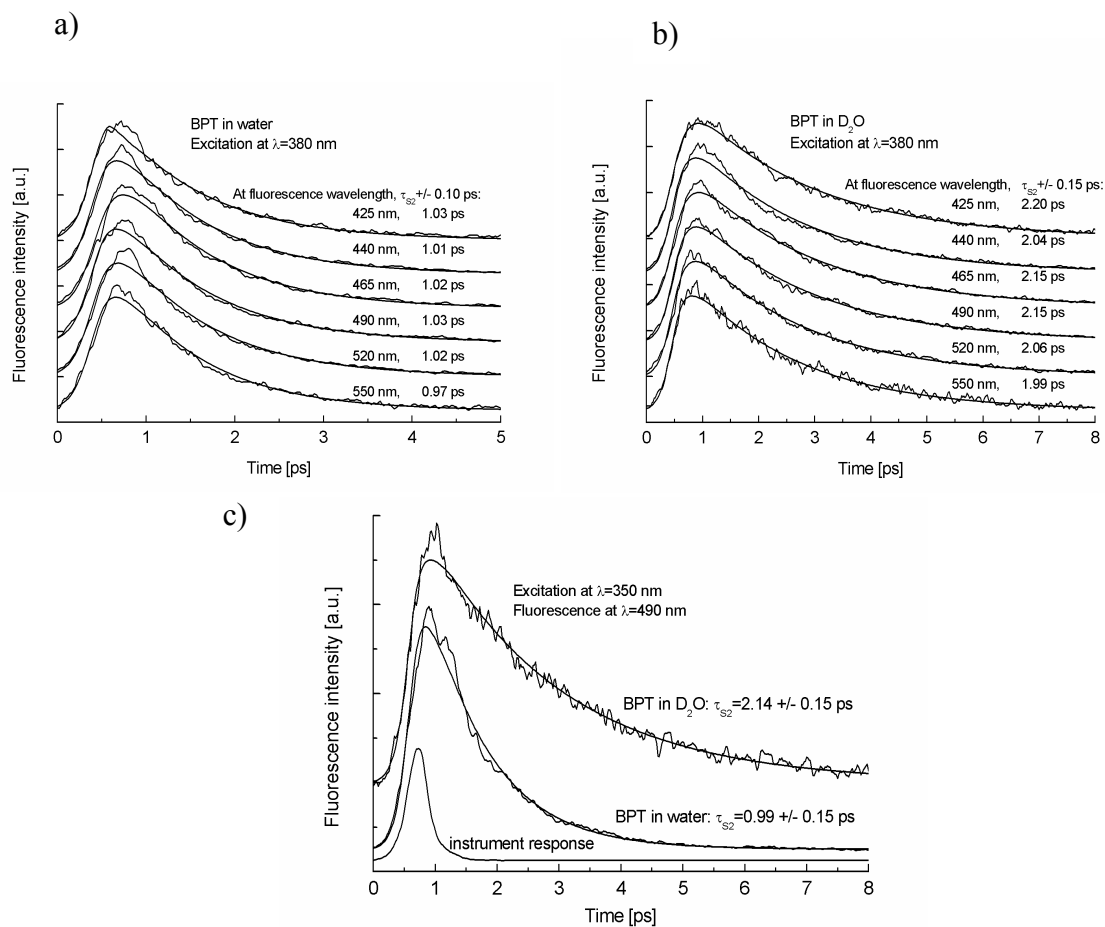 a)
Fluorescence intensity [a.u.]
BPT in water
Excitation at λ=380 nm
At fluorescence wavelength, τS2+/- 0.10 ps:
425 nm, 1.03 ps
440 nm, 1.01 ps
465 nm, 1.02 ps
490 nm, 1.03 ps
520 nm, 1.02 ps
550 nm, 0.97 ps
0 1 2 3 4 5
Time [ps]
b)
Fluorescence intensity [a.u.]
BPT in D2O
Excitation at λ=380 nm
At fluorescence wavelength, τS2+/- 0.15 ps:
425 nm, 2.20 ps
440 nm, 2.04 ps
465 nm, 2.15 ps
490 nm, 2.15 ps
520 nm, 2.06 ps
550 nm, 1.99 ps
0 1 2 3 4 5 6 7 8
Time [ps]
c)
Fluorescence intensity [a.u.]
Excitation at λ=350 nm
Fluorescence at λ=490 nm
BPT in D2O: τS2=2.14 +/- 0.15 ps
BPT in water: τS2=0.99 +/- 0.15 ps
instrument response
0 1 2 3 4 5 6 7 8
Time [ps]